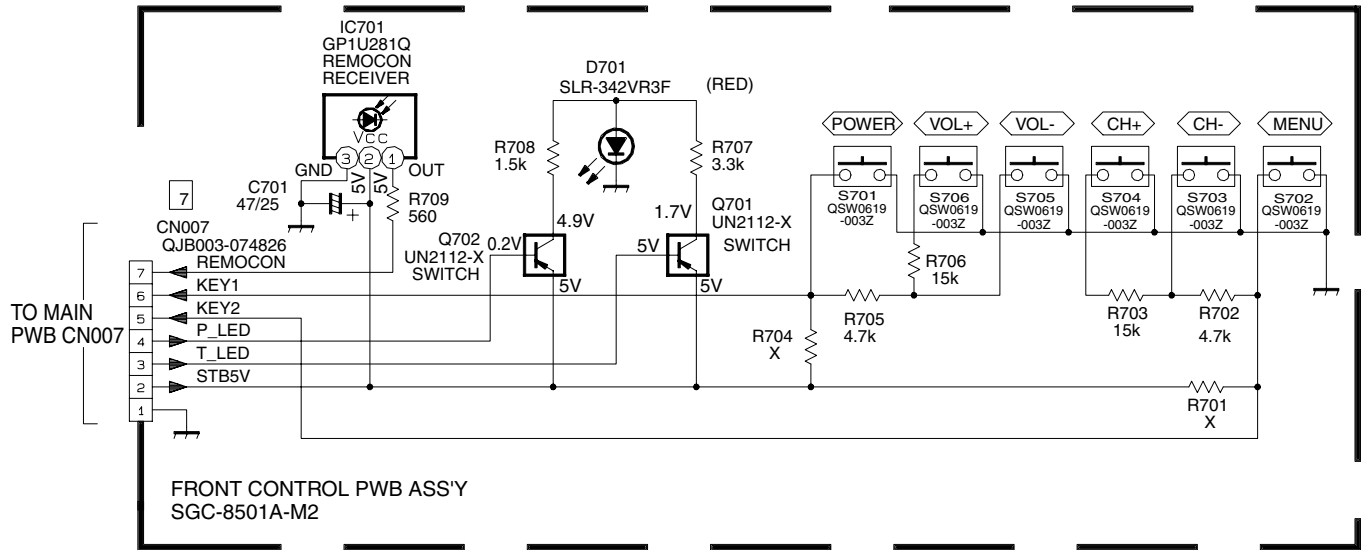 IC701
GP1U281Q
REMOCON
RECEIVER
VCC
3 2 1
GND
OUT
5V
5V
C701
47/25
+
R709
560
D701
SLR-342VR3F
(RED)
R708
1.5k
R707
3.3k
4.9V
1.7V
Q702
UN2112-X
SWITCH
0.2V
5V
Q701
UN2112-X
SWITCH
5V
5V
POWER
VOL+
VOL-
CH+
CH-
MENU
S701
QSW0619
-003Z
S706
QSW0619
-003Z
S705
QSW0619
-003Z
S704
QSW0619
-003Z
S703
QSW0619
-003Z
S702
QSW0619
-003Z
R706
15k
R705
4.7k
R704
X
R703
15k
R702
4.7k
R701
X
7
CN007
QJB003-074826
7 REMOCON
6 KEY1
5 KEY2
4 P_LED
3 T_LED
2 STB5V
1
TO MAIN
PWB CN007
FRONT CONTROL PWB ASS'Y
SGC-8501A-M2